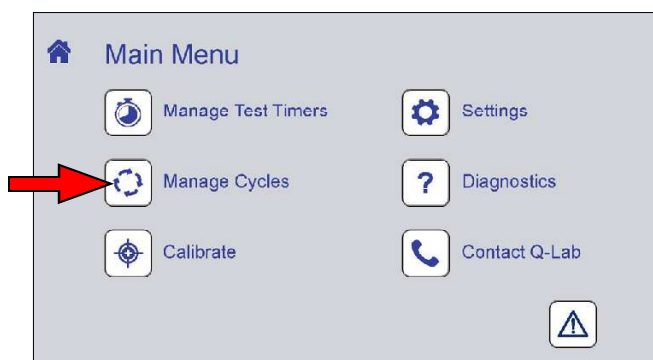 Main Menu
Manage Test Timers
Settings
Manage Cycles
?
Diagnostics
Calibrate
Contact Q-Lab